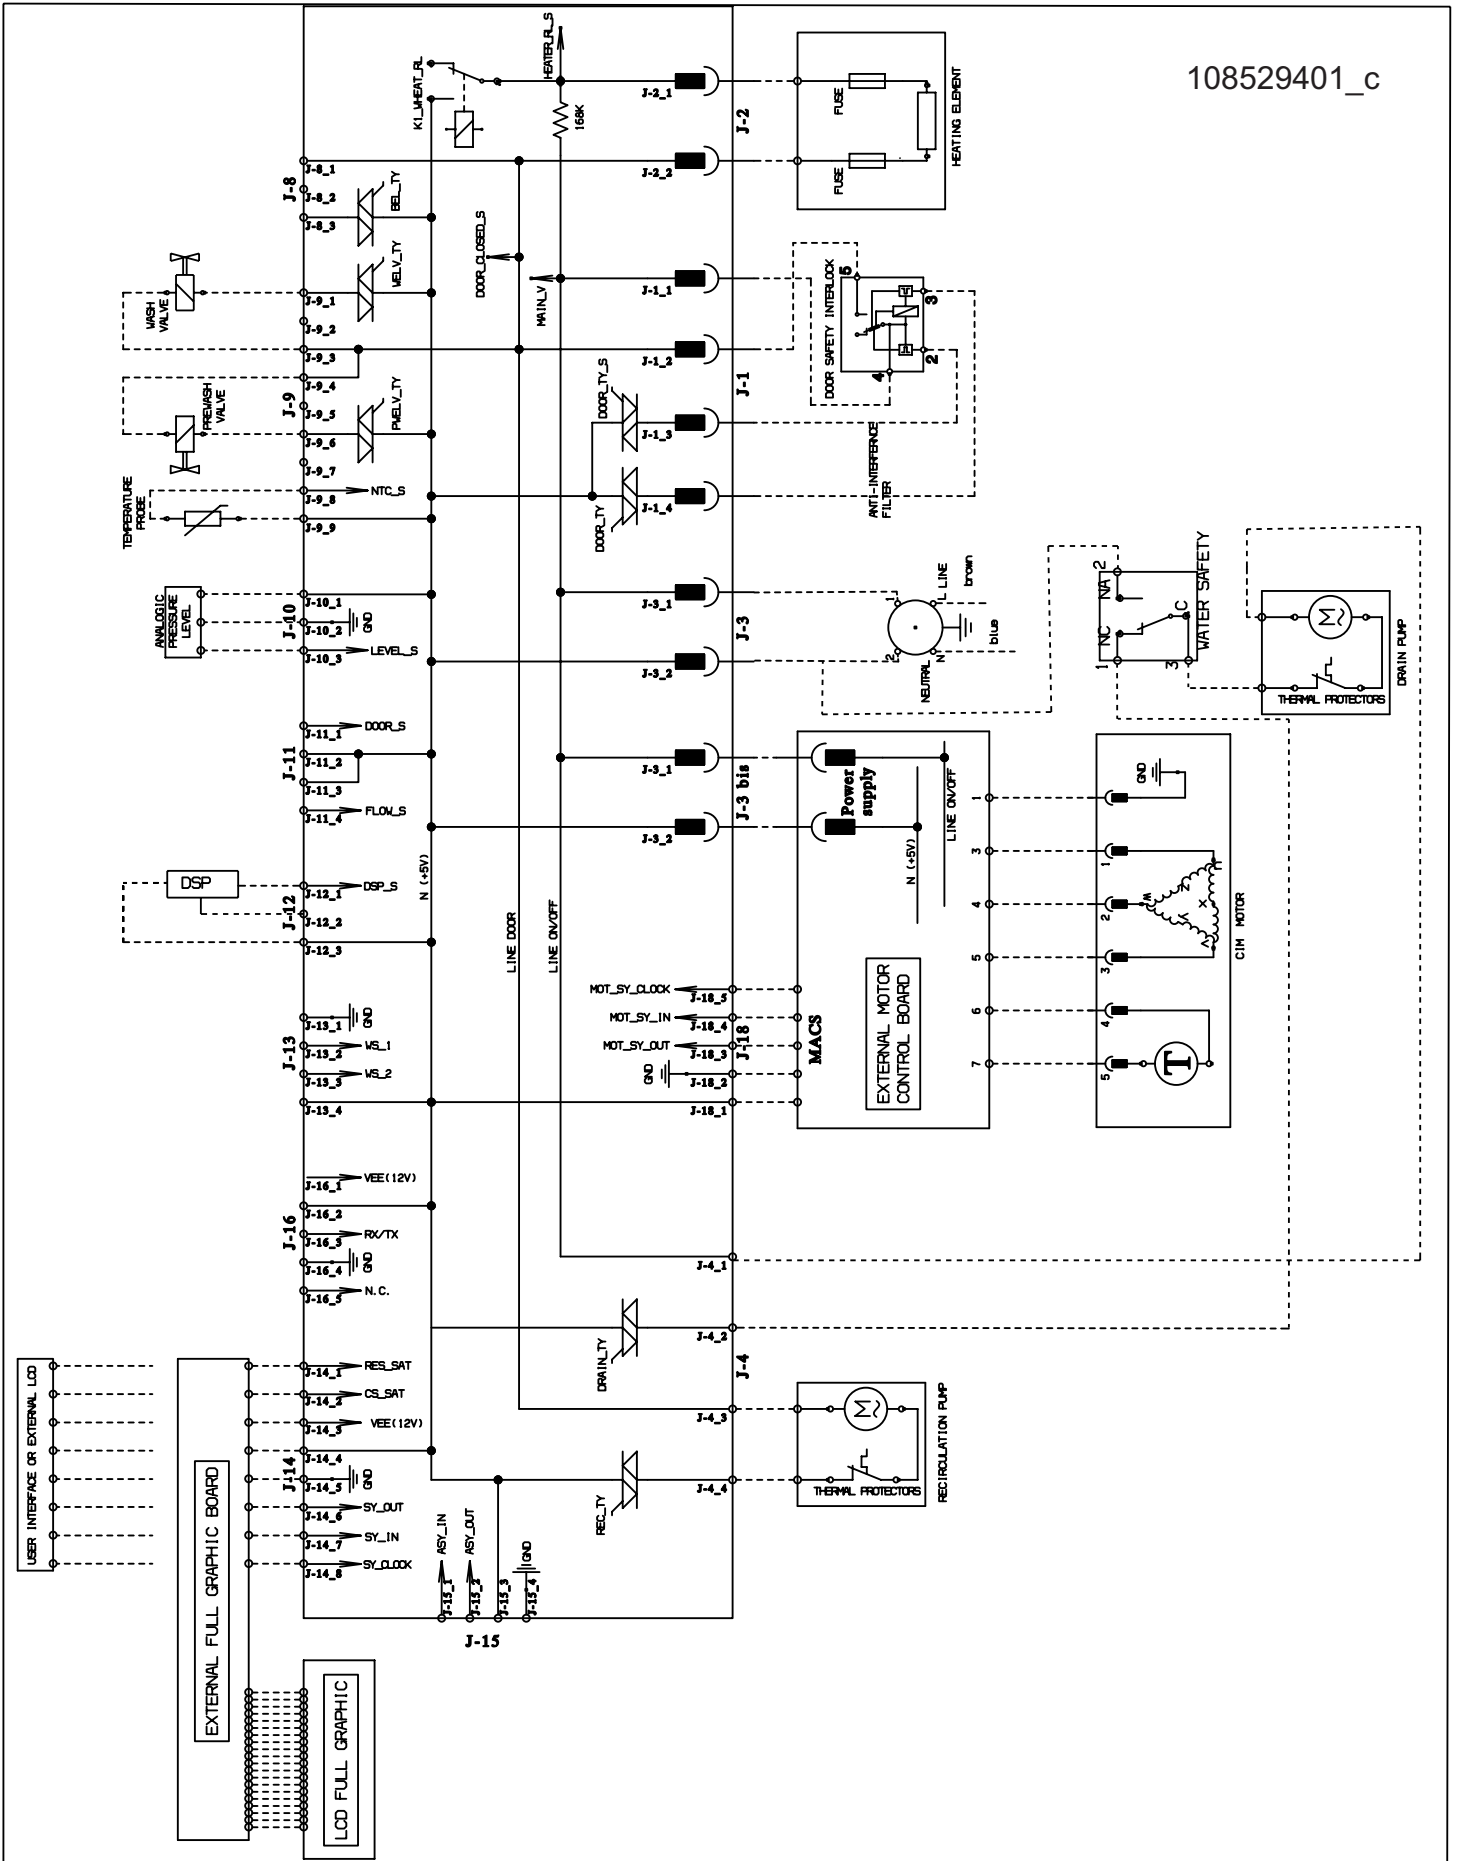 108529401_c
K1_WHEAT_RL
HEATER_RL_S
168K
J-2_1
J-2_2
J-2
FUSE
FUSE
HEATING ELEMENT
J-8
J-8_1
J-8_2
J-8_3
BEL_TY
WELV_TY
WASH
VALVE
J-9_1
J-9_2
J-9_3
J-9_4
J-9
J-9_5
J-9_6
J-9_7
J-9_8
J-9_9
PREWASH
VALVE
PWELV_TY
NTC_S
TEMPERATURE
PROBE
DOOR_CLOSED_S
MAIN_V
J-1_1
J-1_2
J-1
J-1_3
J-1_4
DOOR_TY_S
DOOR_TY
DOOR SAFETY INTERLOCK
5
3
2
4
ANTI-INTERFERNCE
FILTER
ANALOGIC
PRESSURE
LEVEL
J-10
J-10_1
J-10_2
J-10_3
GND
LEVEL_S
J-3_1
J-3
J-3_2
1
L LINE
brown
2
N
NEUTRAL
blue
2
NA
NC
1
3
C
WATER SAFETY
M
THERMAL PROTECTORS
DRAIN PUMP
J-11
J-11_1
J-11_2
J-11_3
J-11_4
DOOR_S
FLOW_S
J-3_1
J-3 bis
J-3_2
Power
supply
N (+5V)
LINE ON/OFF
1
3
4
5
6
7
GND
1
2
3
4
5
U
Z
W
X
Y
V
T
CIM MOTOR
DSP
J-12
J-12_1
J-12_2
J-12_3
DSP_S
N (+5V)
LINE DOOR
LINE ON/OFF
J-13
J-13_1
J-13_2
J-13_3
J-13_4
GND
WS_1
WS_2
MOT_SY_CLOCK
MOT_SY_IN
MOT_SY_OUT
GND
J-18_5
J-18_4
J-18_3
J-18_2
J-18_1
J-18
MACS
EXTERNAL MOTOR
CONTROL BOARD
J-16
J-16_1
J-16_2
J-16_3
J-16_4
J-16_5
VEE(12V)
RX/TX
GND
N.C.
J-4_1
J-4_2
J-4
J-4_3
J-4_4
DRAIN_TY
REC_TY
M
THERMAL PROTECTORS
RECIRCULATION PUMP
USER INTERFACE OR EXTERNAL LCD
EXTERNAL FULL GRAPHIC BOARD
J-14
J-14_1
J-14_2
J-14_3
J-14_4
J-14_5
J-14_6
J-14_7
J-14_8
RES_SAT
CS_SAT
VEE(12V)
GND
SY_OUT
SY_IN
SY_CLOCK
ASY_IN
ASY_OUT
GND
J-15_1
J-15_2
J-15_3
J-15_4
J-15
LCD FULL GRAPHIC